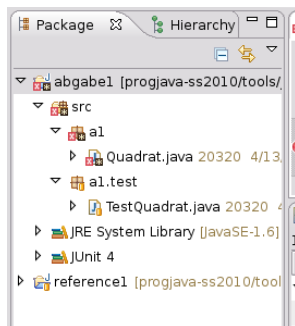 Package Hierarchy
abgabe1 [progjava-ss2010/tools/
src
a1
Quadrat.java 20320 4/13/
a1.test
TestQuadrat.java 20320 4
JRE System Library [JavaSE-1.6]
JUnit 4
reference1 [progjava-ss2010/tool